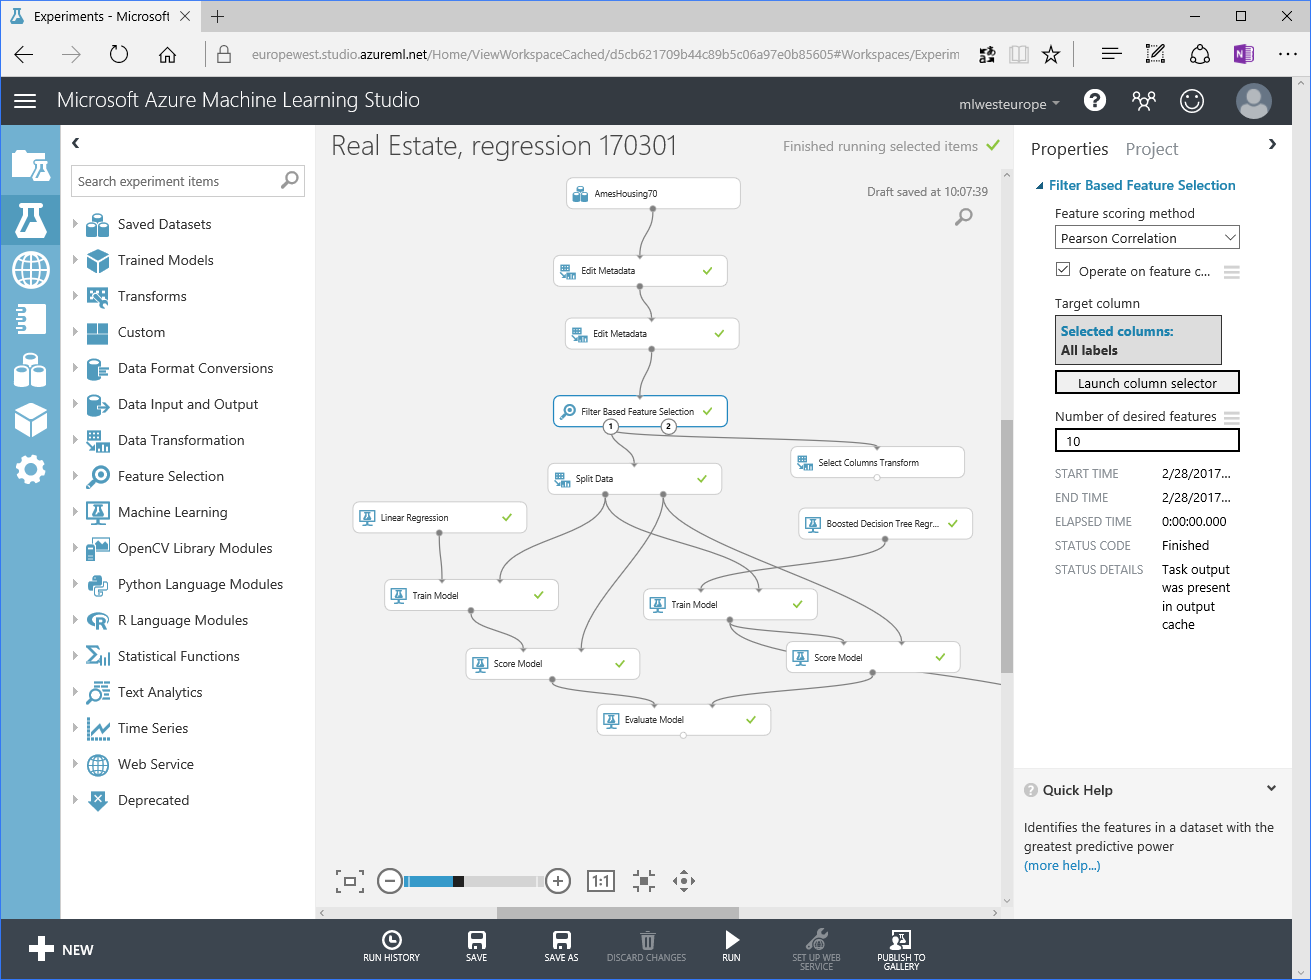 Experiments - Microsoft
europewest.studio.azureml.net/Home/ViewWorkspaceCached/d5cb621709b44c89b5c06a97e0b85605#Workspaces/Experim
Microsoft Azure Machine Learning Studio
mlwesteurope
Search experiment items
Saved Datasets
Trained Models
Transforms
Custom
Data Format Conversions
Data Input and Output
Data Transformation
Feature Selection
Machine Learning
OpenCV Library Modules
Python Language Modules
R Language Modules
Statistical Functions
Text Analytics
Time Series
Web Service
Deprecated
Real Estate, regression 170301
Finished running selected items
Draft saved at 10:07:39
AmesHousing70
Edit Metadata
Edit Metadata
Filter Based Feature Selection
1 2
Select Columns Transform
Split Data
Linear Regression
Boosted Decision Tree Regr...
Train Model
Train Model
Score Model
Score Model
Evaluate Model
1:1
Properties Project
Filter Based Feature Selection
Feature scoring method
Pearson Correlation
Operate on feature c...
Target column
Selected columns:
All labels
Launch column selector
Number of desired features
10
START TIME 2/28/2017...
END TIME 2/28/2017...
ELAPSED TIME 0:00:00.000
STATUS CODE Finished
STATUS DETAILS Task output
was present
in output
cache
Quick Help
Identifies the features in a dataset with the
greatest predictive power
(more help...)
NEW
RUN HISTORY
SAVE
SAVE AS
DISCARD CHANGES
RUN
SET UP WEB
SERVICE
PUBLISH TO
GALLERY